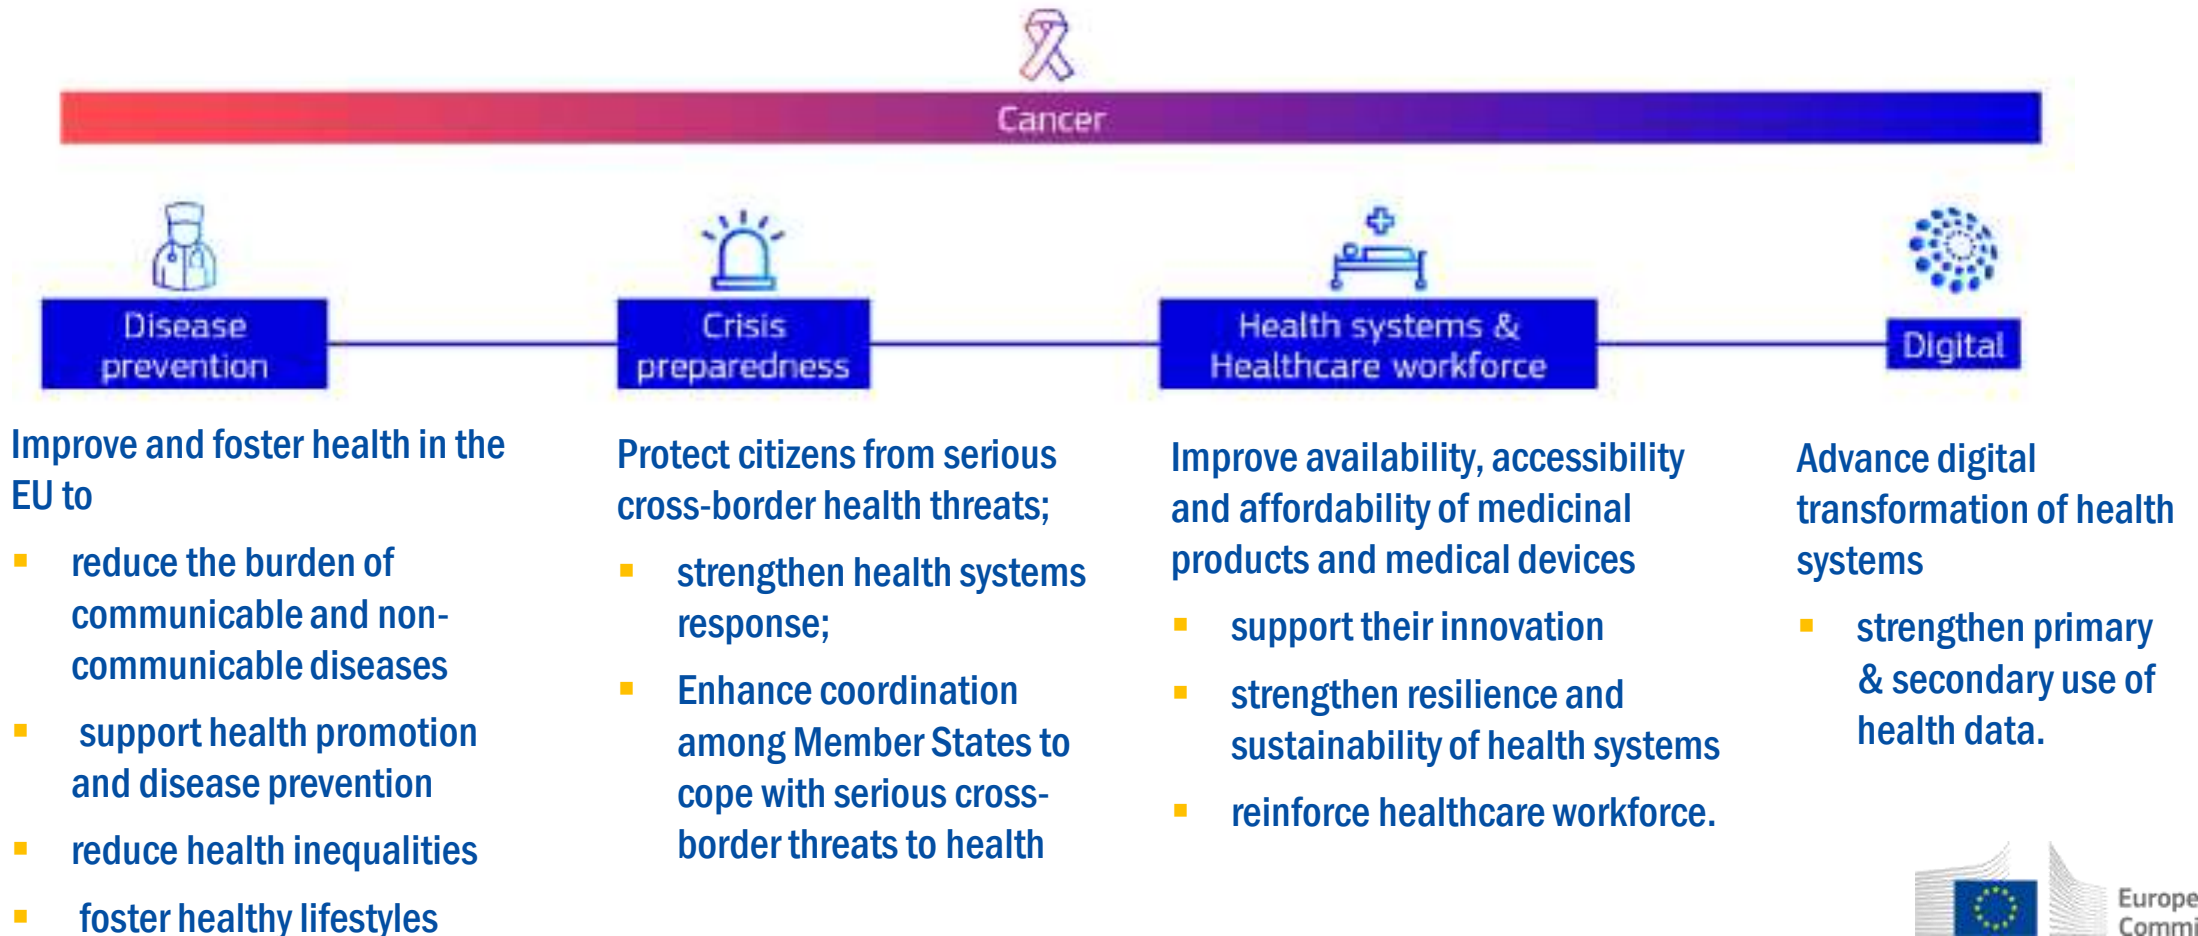 Cancer
Disease
prevention
Crisis
preparedness
Health systems &
Healthcare workforce
Digital
Improve and foster health in the
EU to
▪ reduce the burden of
communicable and non-
communicable diseases
▪ support health promotion
and disease prevention
▪ reduce health inequalities
▪ foster healthy lifestyles
Protect citizens from serious
cross-border health threats;
▪ strengthen health systems
response;
▪ Enhance coordination
among Member States to
cope with serious cross-
border threats to health
Improve availability, accessibility
and affordability of medicinal
products and medical devices
▪ support their innovation
▪ strengthen resilience and
sustainability of health systems
▪ reinforce healthcare workforce.
Advance digital
transformation of health
systems
▪ strengthen primary
& secondary use of
health data.
Europe
Commi